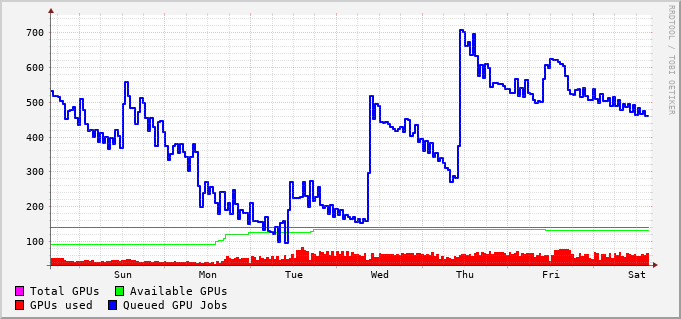 700
600
500
400
300
200
100
Sun Mon Tue Wed Thu Fri Sat
Total GPUs Available GPUs
GPUs used Queued GPU Jobs
RRDTOOL / TOBI OETIKER